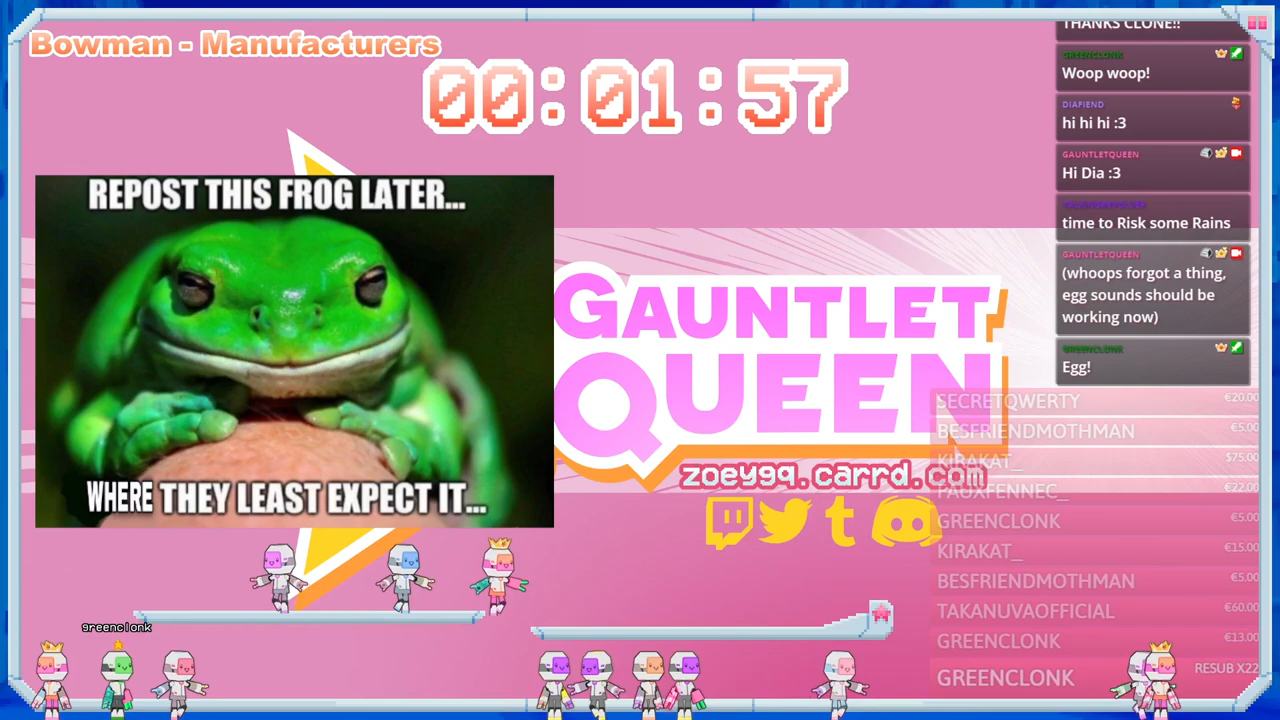 Bowman - Manufacturers
00:01:57
REPOST THIS FROG LATER...
WHERE THEY LEAST EXPECT IT...
GAUNTLET
QUEEN
zoeygq.carrd.com
THANKS CLONE!!
GREENCLONK
Woop woop!
DIAFIEND
hi hi hi :3
GAUNTLETQUEEN
Hi Dia :3
time to Risk some Rains
GAUNTLETQUEEN
(whoops forgot a thing,
egg sounds should be
working now)
GREENCLONK
Egg!
SECRETQWERTY €20.00
BESFRIENDMOTHMAN €5.00
KIRAKAT_ $75.00
FAUXFENNEC_ €22.00
GREENCLONK €5.00
KIRAKAT_ €15.00
BESFRIENDMOTHMAN €5.00
TAKANUVAOFFICIAL €60.00
GREENCLONK €13.00
GREENCLONK RESUB X22
greenclonk